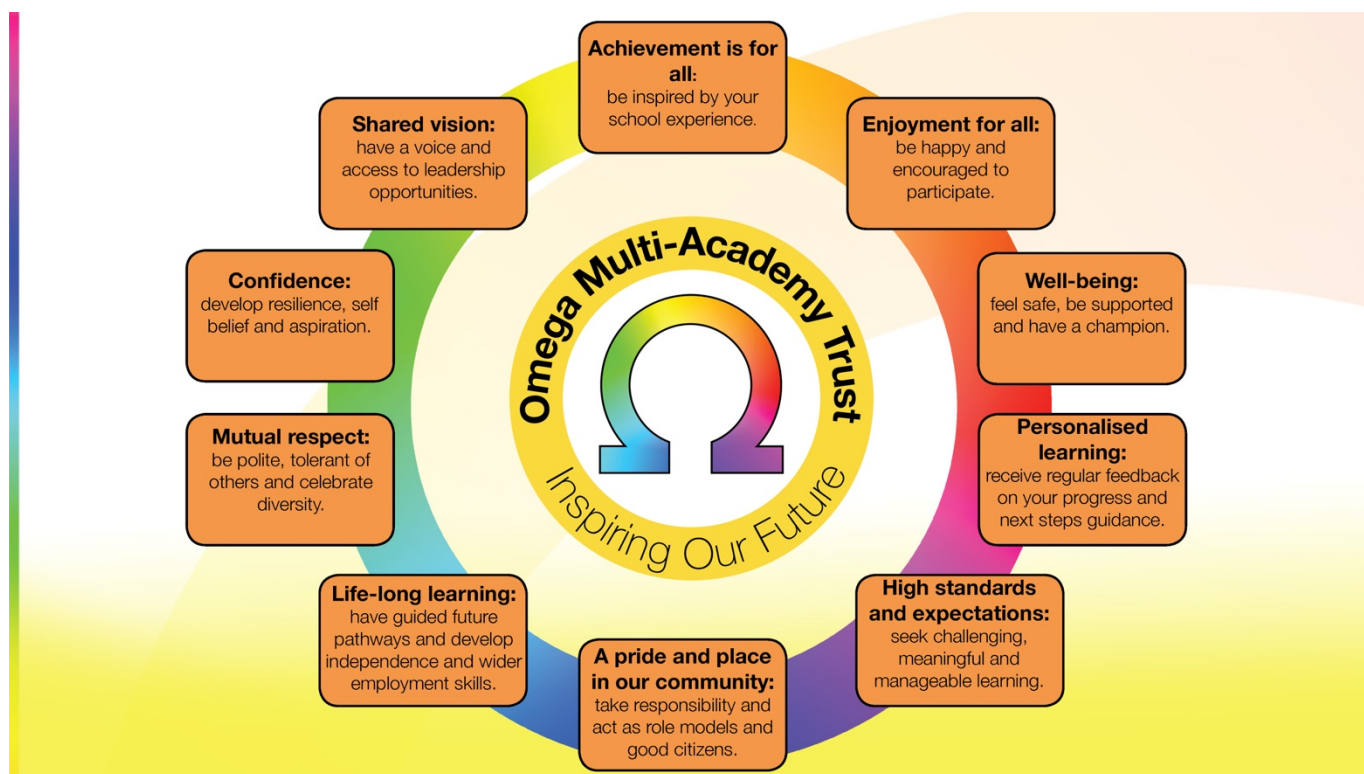 Achievement is for
all:
be inspired by your
school experience.
Enjoyment for all:
be happy and
encouraged to
participate.
Well-being:
feel safe, be supported
and have a champion.
Personalised
learning:
receive regular feedback
on your progress and
next steps guidance.
High standards
and expectations:
seek challenging,
meaningful and
manageable learning.
A pride and place
in our community:
take responsibility and
act as role models and
good citizens.
Life-long learning:
have guided future
pathways and develop
independence and wider
employment skills.
Mutual respect:
be polite, tolerant of
others and celebrate
diversity.
Confidence:
develop resilience, self
belief and aspiration.
Shared vision:
have a voice and
access to leadership
opportunities.
Omega Multi-Academy Trust
Ω
Inspiring Our Future